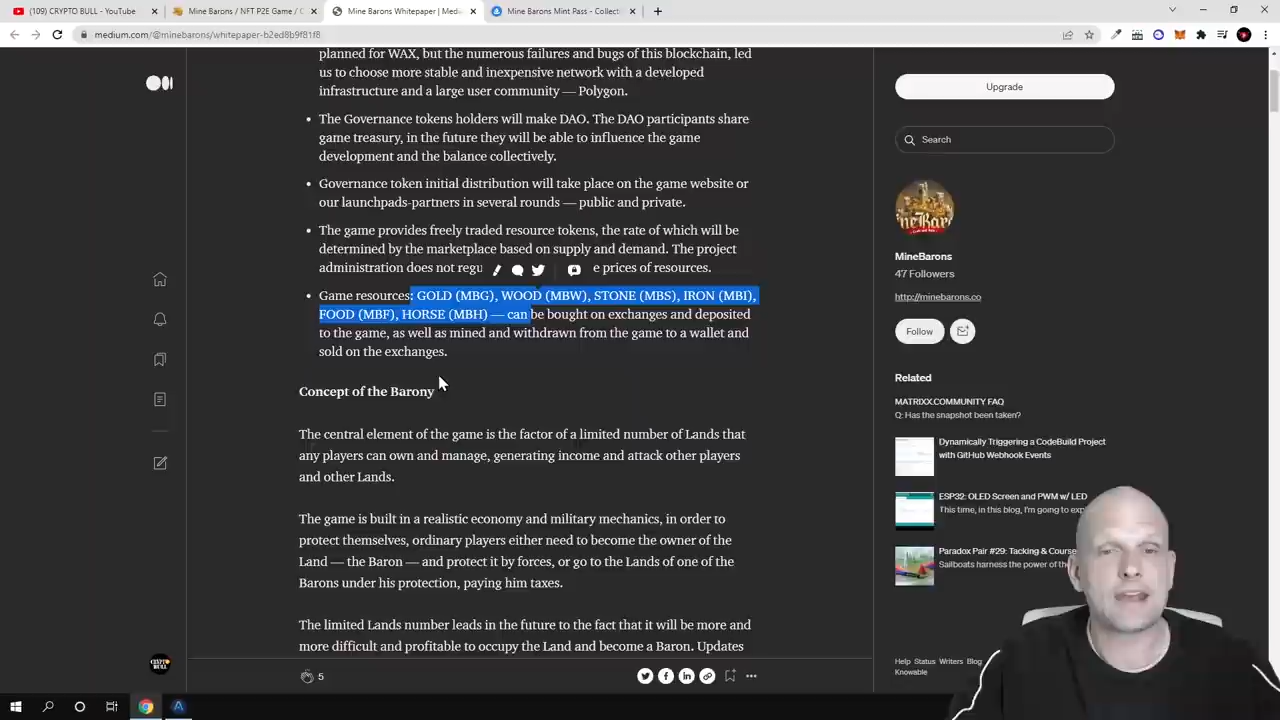 (109) CRYPTO BULL - YouTube
Mine Barons / NFT P2E Game / C
Mine Barons Whitepaper | Medi
Mine Barons Mint Pass - Collecti
medium.com/@minebarons/whitepaper-b2ed8b9f81f8
planned for WAX, but the numerous failures and bugs of this blockchain, led
us to choose more stable and inexpensive network with a developed
infrastructure and a large user community — Polygon.
• The Governance tokens holders will make DAO. The DAO participants share
game treasury, in the future they will be able to influence the game
development and the balance collectively.
• Governance token initial distribution will take place on the game website or
our launchpads-partners in several rounds — public and private.
• The game provides freely traded resource tokens, the rate of which will be
determined by the marketplace based on supply and demand. The project
administration does not regu e prices of resources.
• Game resources: GOLD (MBG), WOOD (MBW), STONE (MBS), IRON (MBI),
FOOD (MBF), HORSE (MBH) — can be bought on exchanges and deposited
to the game, as well as mined and withdrawn from the game to a wallet and
sold on the exchanges.
Concept of the Barony
The central element of the game is the factor of a limited number of Lands that
any players can own and manage, generating income and attack other players
and other Lands.
The game is built in a realistic economy and military mechanics, in order to
protect themselves, ordinary players either need to become the owner of the
Land — the Baron — and protect it by forces, or go to the Lands of one of the
Barons under his protection, paying him taxes.
The limited Lands number leads in the future to the fact that it will be more and
more difficult and profitable to occupy the Land and become a Baron. Updates
5
Upgrade
Search
MineBarons
47 Followers
http://minebarons.co
Follow
Related
MATRIXX.COMMUNITY FAQ
Q: Has the snapshot been taken?
Dynamically Triggering a CodeBuild Project
with GitHub Webhook Events
ESP32: OLED Screen and PWM w/ LED
This time, in this blog, I'm going to exp
Paradox Pair #29: Tacking & Course
Sailboats harness the power of th
Help Status Writers Blog
Knowable